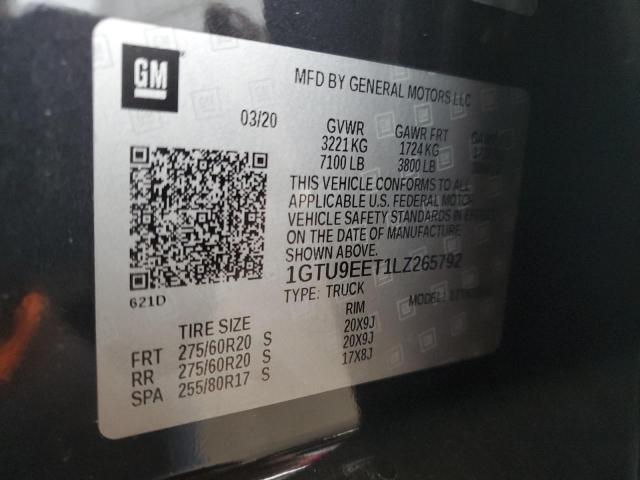 GM
MFD BY GENERAL MOTORS LLC
03/20
GVWR GAWR FRT
3221 KG 1724 KG
7100 LB 3800 LB
THIS VEHICLE CONFORMS TO ALL
APPLICABLE U.S. FEDERAL MOTOR
VEHICLE SAFETY STANDARDS IN EFFECT
ON THE DATE OF MANUFACTURE
SHOWN ABOVE.
1GTU9EET1LZ265792
621D
TYPE: TRUCK MODEL:
TIRE SIZE RIM
FRT 275/60R20 S 20X9J
RR 275/60R20 S 20X9J
SPA 255/80R17 S 17X8J